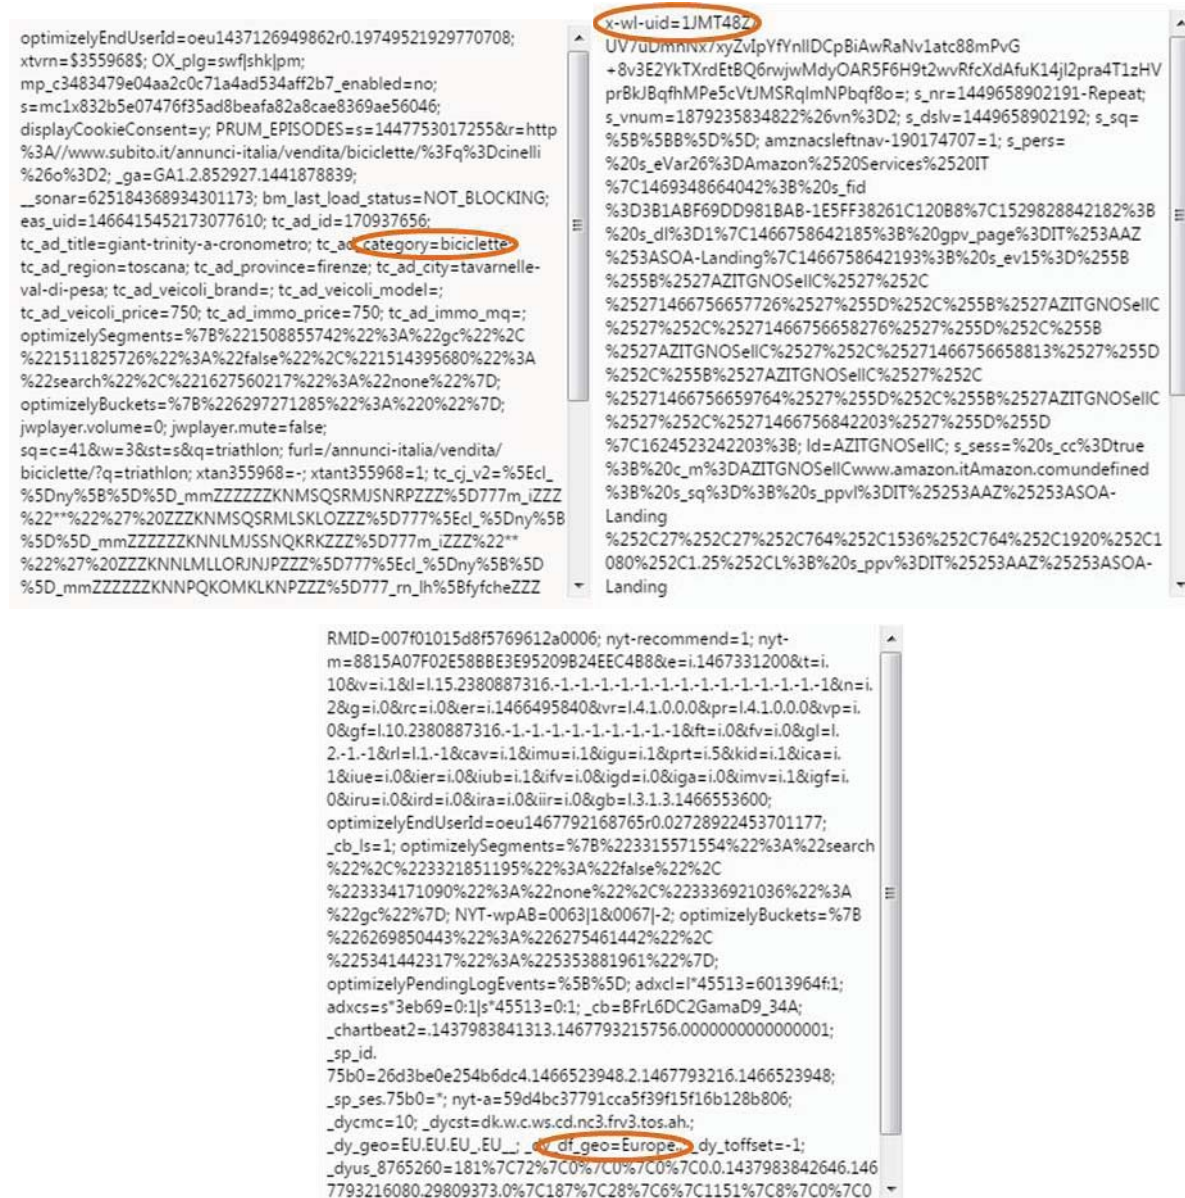 optimizelyEndUserId=oeu1437126949862r0.19749521929770708;
xtvrn=$355968$; OX_plg=swf|shk|pm;
mp_c3483479e04aa2c0c71a4ad534aff2b7_enabled=no;
s=mc1x832b5e07476f35ad8beafa82a8cae8369ae56046;
displayCookieConsent=y; PRUM_EPISODES=s=1447753017255&r=http
%3A//www.subito.it/annunci-italia/vendita/biciclette/%3Fq%3Dcinelli
%26o%3D2; _ga=GA1.2.852927.1441878839;
__sonar=625184368934301173; bm_last_load_status=NOT_BLOCKING;
eas_uid=1466415452173077610; tc_ad_id=170937656;
tc_ad_title=giant-trinity-a-cronometro; tc_ad_category=biciclette;
tc_ad_region=toscana; tc_ad_province=firenze; tc_ad_city=tavarnelle-
val-di-pesa; tc_ad_veicoli_brand=; tc_ad_veicoli_model=;
tc_ad_veicoli_price=750; tc_ad_immo_price=750; tc_ad_immo_mq=;
optimizelySegments=%7B%221508855742%22%3A%22gc%22%2C
%221511825726%22%3A%22false%22%2C%221514395680%22%3A
%22search%22%2C%221627560217%22%3A%22none%22%7D;
optimizelyBuckets=%7B%226297271285%22%3A%220%22%7D;
jwplayer.volume=0; jwplayer.mute=false;
sq=c=41&w=3&st=s&q=triathlon; furl=/annunci-italia/vendita/
biciclette/?q=triathlon; xtan355968=-; xtant355968=1; tc_cj_v2=%5Ecl_
%5Dny%5B%5D%5D_mmZZZZZZKNMSQSRMJSNRPZZZ%5D777m_iZZZ
%22**%22%27%20ZZZKNMSQSRMLSKLOZZZ%5D777%5Ecl_%5Dny%5B
%5D%5D_mmZZZZZZKNNLMJSSNQKRKZZZ%5D777m_iZZZ%22**
%22%27%20ZZZKNNLMLLORJNJPZZZ%5D777%5Ecl_%5Dny%5B%5D
%5D_mmZZZZZZKNNPQKOMKLKNPZZZ%5D777_rn_lh%5BfyfcheZZZ
x-wl-uid=1JMT48Z
UV7uDmhNx7xyZvIpYfYnllDCpBiAwRaNv1atc88mPvG
+8v3E2YkTXrdEtBQ6rwjwMdyOAR5F6H9t2wvRfcXdAfuK14jI2pra4T1zHV
prBkJBqfhMPe5cVtJMSRqlmNPbqf8o=; s_nr=1449658902191-Repeat;
s_vnum=1879235834822%26vn%3D2; s_dslv=1449658902192; s_sq=
%5B%5BB%5D%5D; amznacsleftnav-190174707=1; s_pers=
%20s_eVar26%3DAmazon%2520Services%2520IT
%7C1469348664042%3B%20s_fid
%3D3B1ABF69DD981BAB-1E5FF38261C120B8%7C1529828842182%3B
%20s_dl%3D1%7C1466758642185%3B%20gpv_page%3DIT%253AAZ
%253ASOA-Landing%7C1466758642193%3B%20s_ev15%3D%255B
%255B%2527AZITGNOSellC%2527%252C
%25271466756657726%2527%255D%252C%255B%2527AZITGNOSellC
%2527%252C%25271466756658276%2527%255D%252C%255B
%2527AZITGNOSellC%2527%252C%25271466756658813%2527%255D
%252C%255B%2527AZITGNOSellC%2527%252C
%25271466756659764%2527%255D%252C%255B%2527AZITGNOSellC
%2527%252C%25271466756842203%2527%255D%255D
%7C1624523242203%3B; ld=AZITGNOSellC; s_sess=%20s_cc%3Dtrue
%3B%20c_m%3DAZITGNOSellCwww.amazon.itAmazon.comundefined
%3B%20s_sq%3D%3B%20s_ppvl%3DIT%25253AAZ%25253ASOA-
Landing
%252C27%252C27%252C764%252C1536%252C764%252C1920%252C1
080%252C1.25%252CL%3B%20s_ppv%3DIT%25253AAZ%25253ASOA-
Landing
RMID=007f01015d8f5769612a0006; nyt-recommend=1; nyt-
m=8815A07F02E58BBE3E95209B24EEC4B8&e=i.1467331200&t=i.
10&v=i.1&l=l.15.2380887316.-1.-1.-1.-1.-1.-1.-1.-1.-1.-1.-1.-1.-1.-1&n=i.
2&g=i.0&rc=i.0&er=i.1466495840&vr=l.4.1.0.0.0&pr=l.4.1.0.0.0&vp=i.
0&gf=l.10.2380887316.-1.-1.-1.-1.-1.-1.-1.-1.-1&ft=i.0&fv=i.0&gl=l.
2.-1.-1&rl=l.1.-1&cav=i.1&imu=i.1&igu=i.1&prt=i.5&kid=i.1&ica=i.
1&iue=i.0&ier=i.0&iub=i.1&ifv=i.0&igd=i.0&iga=i.0&imv=i.1&igf=i.
0&iru=i.0&ird=i.0&ira=i.0&iir=i.0&gb=l.3.1.3.1466553600;
optimizelyEndUserId=oeu1467792168765r0.02728922453701177;
_cb_ls=1; optimizelySegments=%7B%223315571554%22%3A%22search
%22%2C%223321851195%22%3A%22false%22%2C
%223334171090%22%3A%22none%22%2C%223336921036%22%3A
%22gc%22%7D; NYT-wpAB=0063|1&0067|-2; optimizelyBuckets=%7B
%226269850443%22%3A%226275461442%22%2C
%225341442317%22%3A%225353881961%22%7D;
optimizelyPendingLogEvents=%5B%5D; adxcl=l*45513=6013964f:1;
adxcs=s*3eb69=0:1|s*45513=0:1; _cb=BFrL6DC2GamaD9_34A;
_chartbeat2=.1437983841313.1467793215756.0000000000000001;
_sp_id.
75b0=26d3be0e254b6dc4.1466523948.2.1467793216.1466523948;
_sp_ses.75b0=*; nyt-a=59d4bc37791cca5f39f15f16b128b806;
_dycmc=10; _dycst=dk.w.c.ws.cd.nc3.frv3.tos.ah.;
_dy_geo=EU.EU.EU_.EU__; _dy_df_geo=Europe..; _dy_toffset=-1;
_dyus_8765260=181%7C72%7C0%7C0%7C0%7C0.0.1437983842646.146
7793216080.29809373.0%7C187%7C28%7C6%7C1151%7C8%7C0%7C0